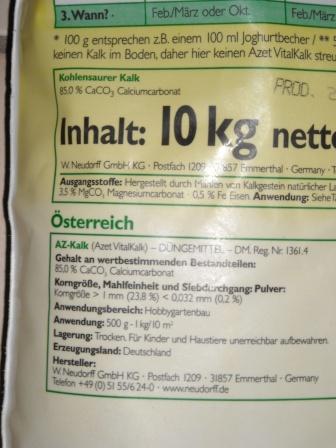 3. Wann? · Feb./März oder Okt. Feb./März
* 100 g entsprechen z.B. einem 100 ml Joghurtbecher / **
keinen Kalk im Boden, daher hier keinen Azet VitalKalk streu
Kohlensaurer Kalk
85,0 % CaCO₃ Calciumcarbonat
PROD.
Inhalt: 10 kg nette
W. Neudorff GmbH KG · Postfach 1209 · 31857 Emmerthal ·
Ausgangsstoffe: Hergestellt durch Mahlen von Kalkgestein natürlicher La
3,5 % MgCO₃ Magnesiumcarbonat · 0,5 % Fe Eisen. Anwendung: Siehe
Österreich
AZ-Kalk (Azet VitalKalk) – DÜNGEMITTEL – DM. Reg. Nr. 1361.4
Gehalt an wertbestimmenden Bestandteilen:
85,0 % CaCO₃ Calciumcarbonat
Korngröße, Mahlfeinheit und Siebdurchgang: Pulver:
Korngröße > 1 mm (23,8 %) < 0,032 mm (0,2 %)
Anwendungsbereich: Hobbygartenbau
Anwendung: 500 g - 1 kg/10 m²
Lagerung: Trocken. Für Kinder und Haustiere unerreichbar aufbewahren.
Erzeugungsland: Deutschland
Hersteller:
W. Neudorff GmbH KG · Postfach 1209 · 31857 Emmerthal · Germany
Telefon +49 (0) 51 55/6 24-0 · www.neudorff.de